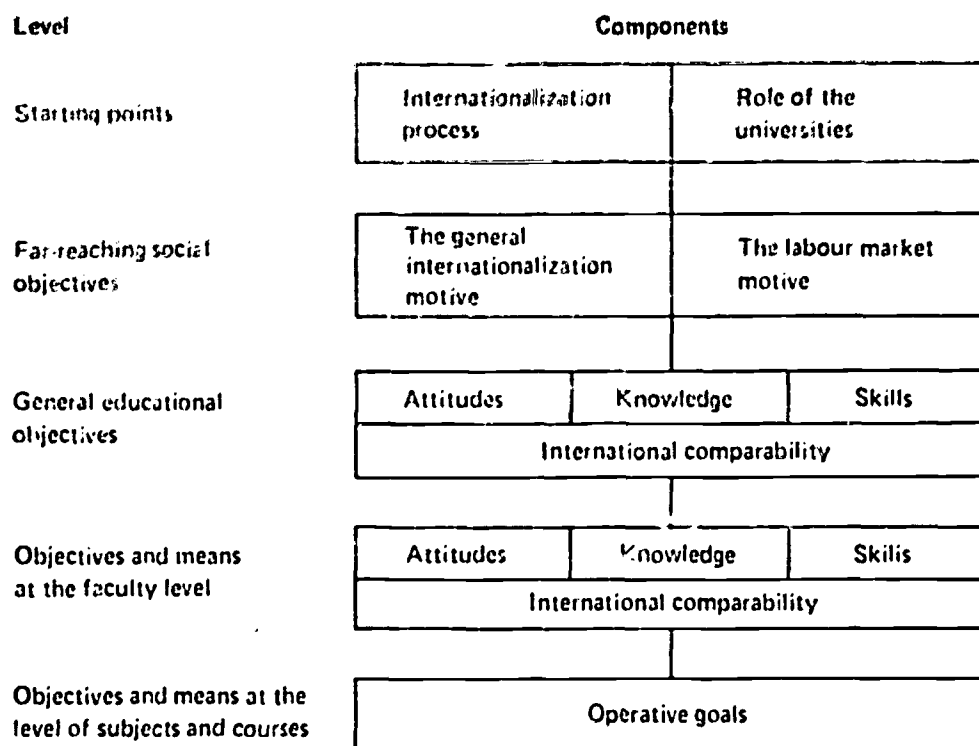 Level
Components
Starting points
Internationalization
process
Role of the
universities
Far-reaching social
objectives
The general
internationalization
motive
The labour market
motive
General educational
objectives
Attitudes
Knowledge
Skills
International comparability
Objectives and means
at the faculty level
Attitudes
Knowledge
Skills
International comparability
Objectives and means at the
level of subjects and courses
Operative goals